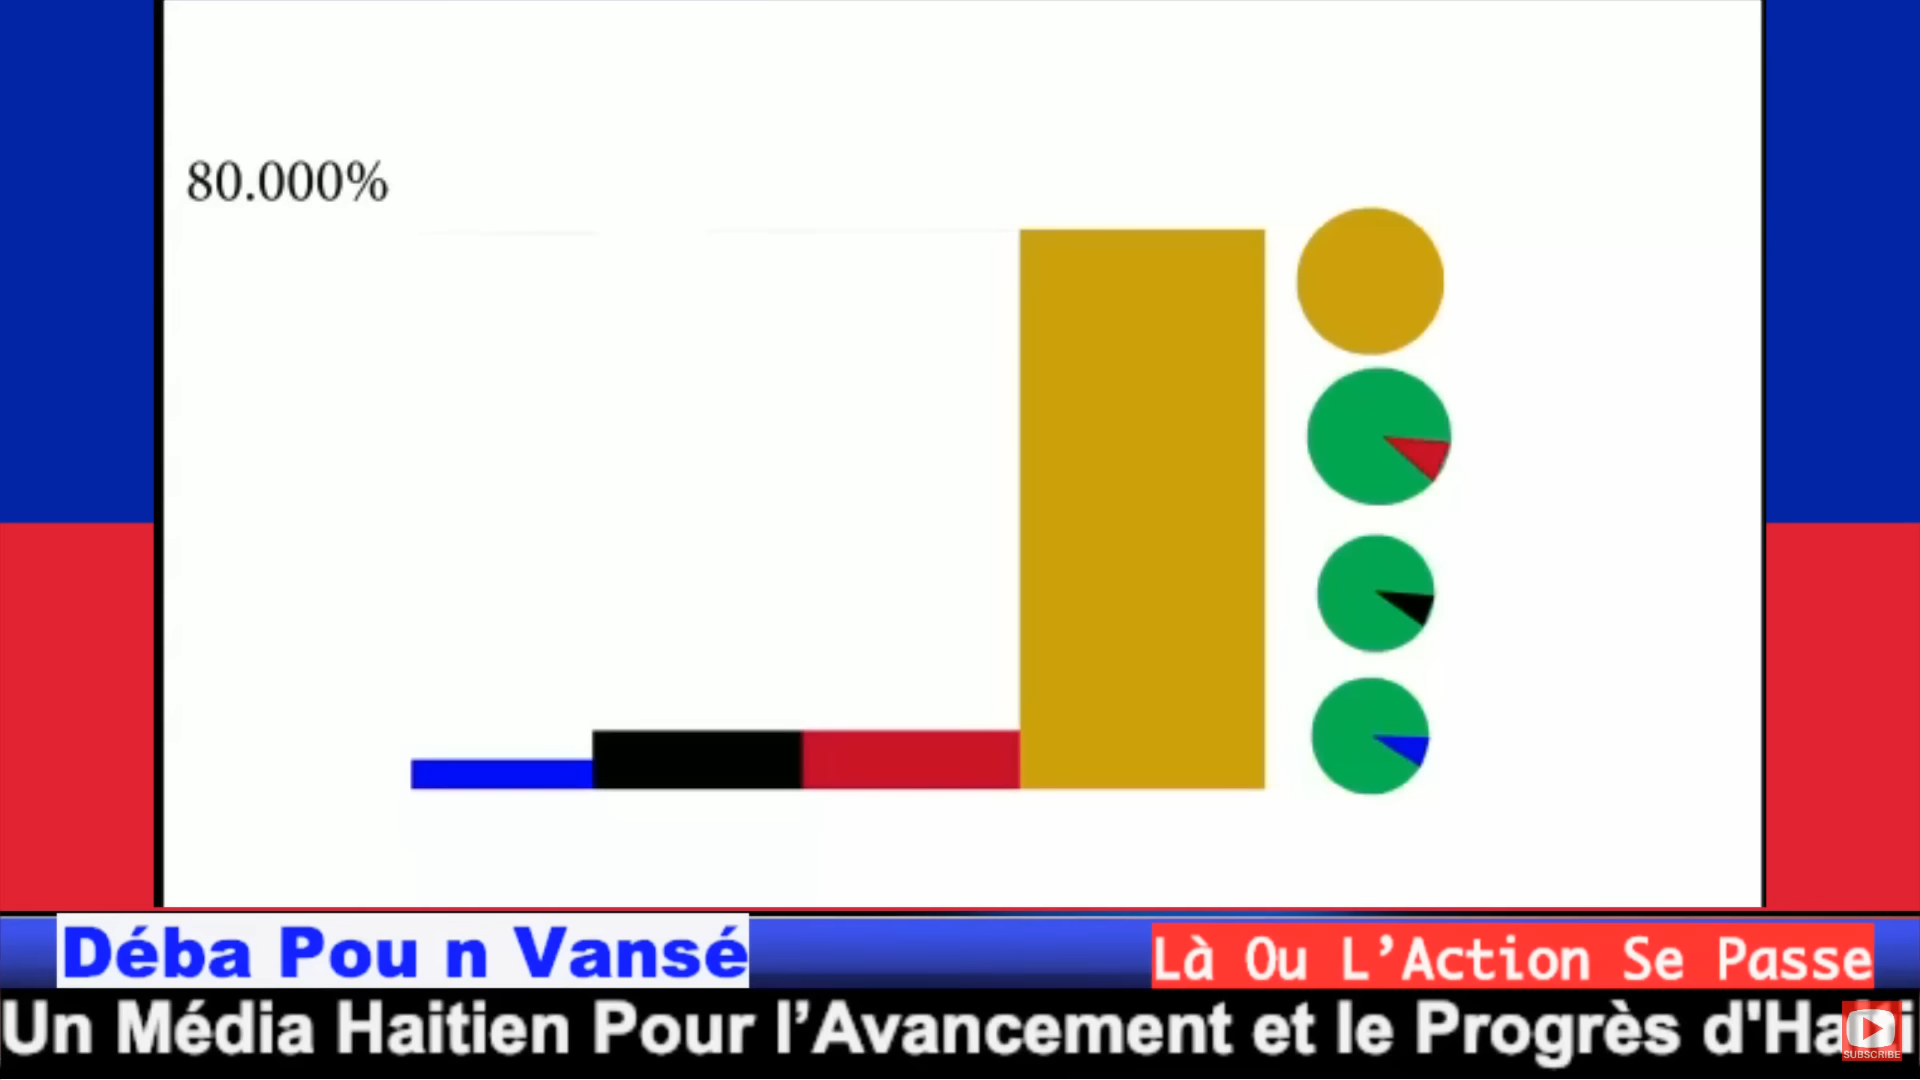 80.000%
Déba Pou n Vansé
Là Ou L’Action Se Passe
Un Média Haitien Pour l’Avancement et le Progrès
SUBSCRIBE